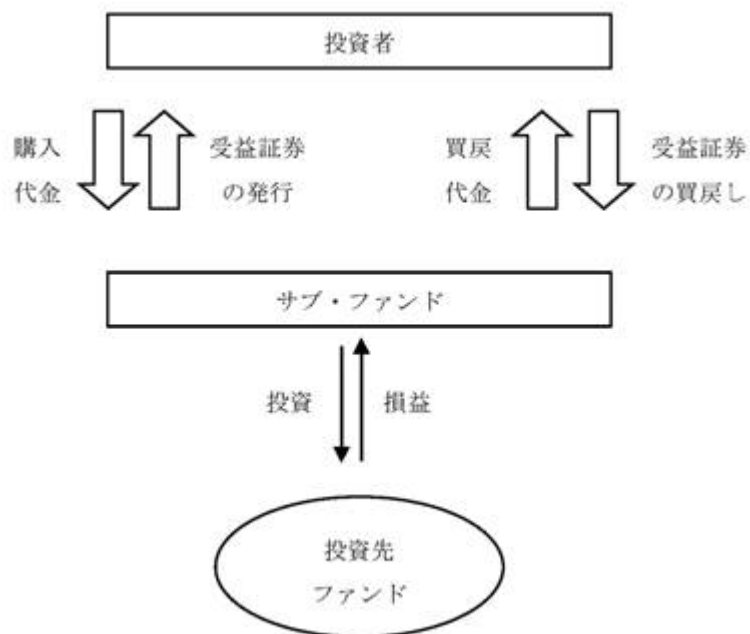 投資者
購入
代金
受益証券
の発行
買戻
代金
受益証券
の買戻し
サブ・ファンド
投資
損益
投資先
ファンド